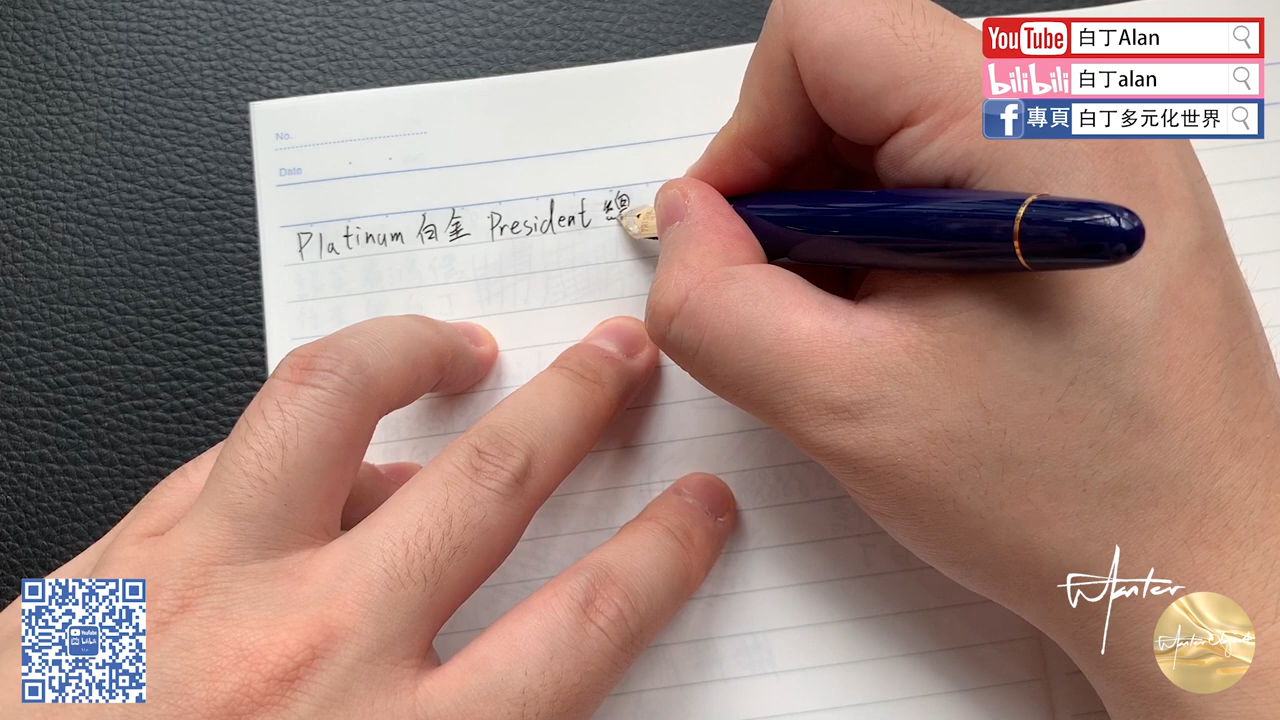 YouTube 白丁Alan
bilibili 白丁alan
f 專頁 白丁多元化世界
No.
Date
Platinum 白金 President 總
Wanter